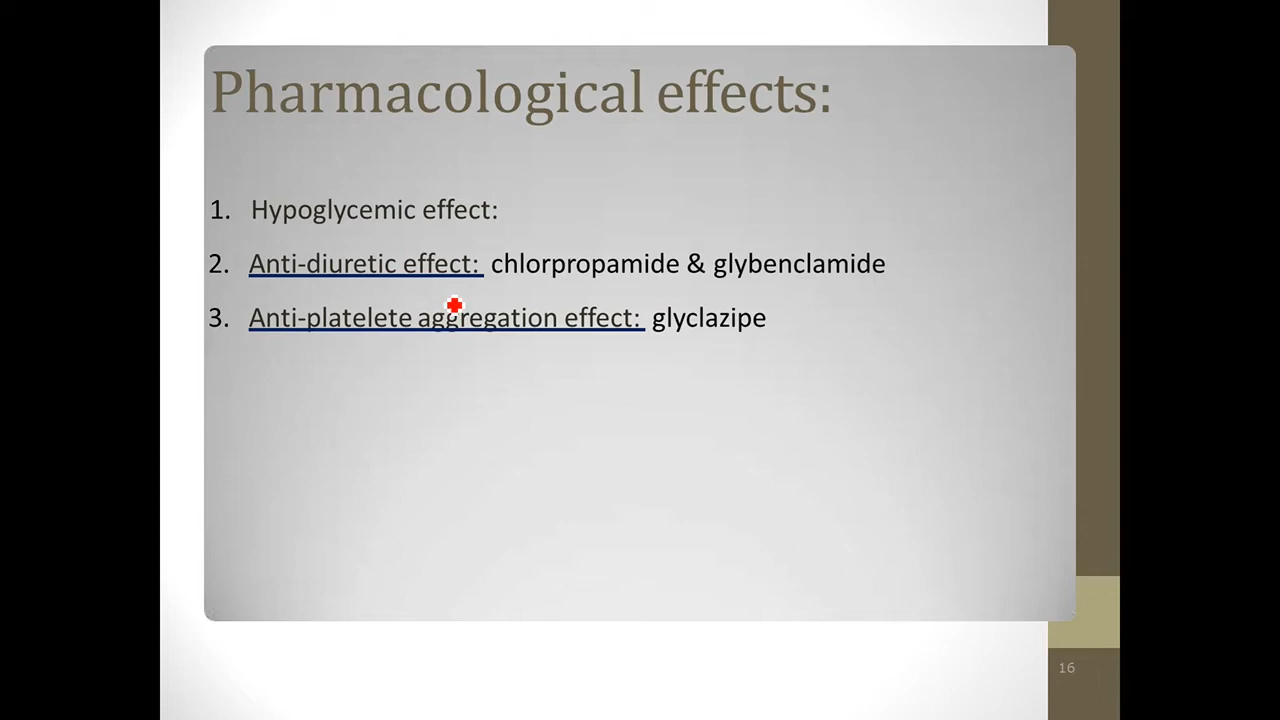 Pharmacological effects:
1. Hypoglycemic effect:
2. Anti-diuretic effect: chlorpropamide & glybenclamide
3. Anti-platelete aggregation effect: glyclazipe
16